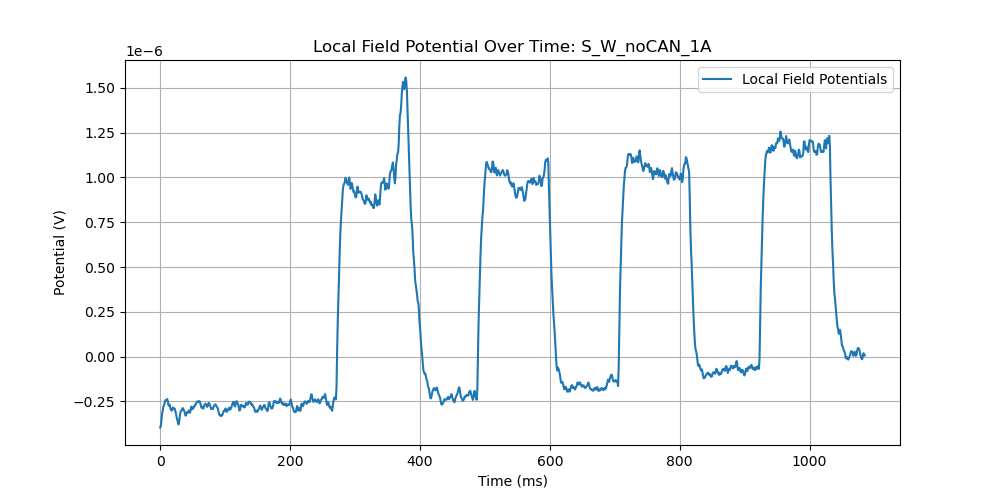 Local Field Potential Over Time: S_W_noCAN_1A
1e−6
Local Field Potentials
1.50
1.25
1.00
0.75
0.50
0.25
0.00
−0.25
Potential (V)
0
200
400
600
800
1000
Time (ms)